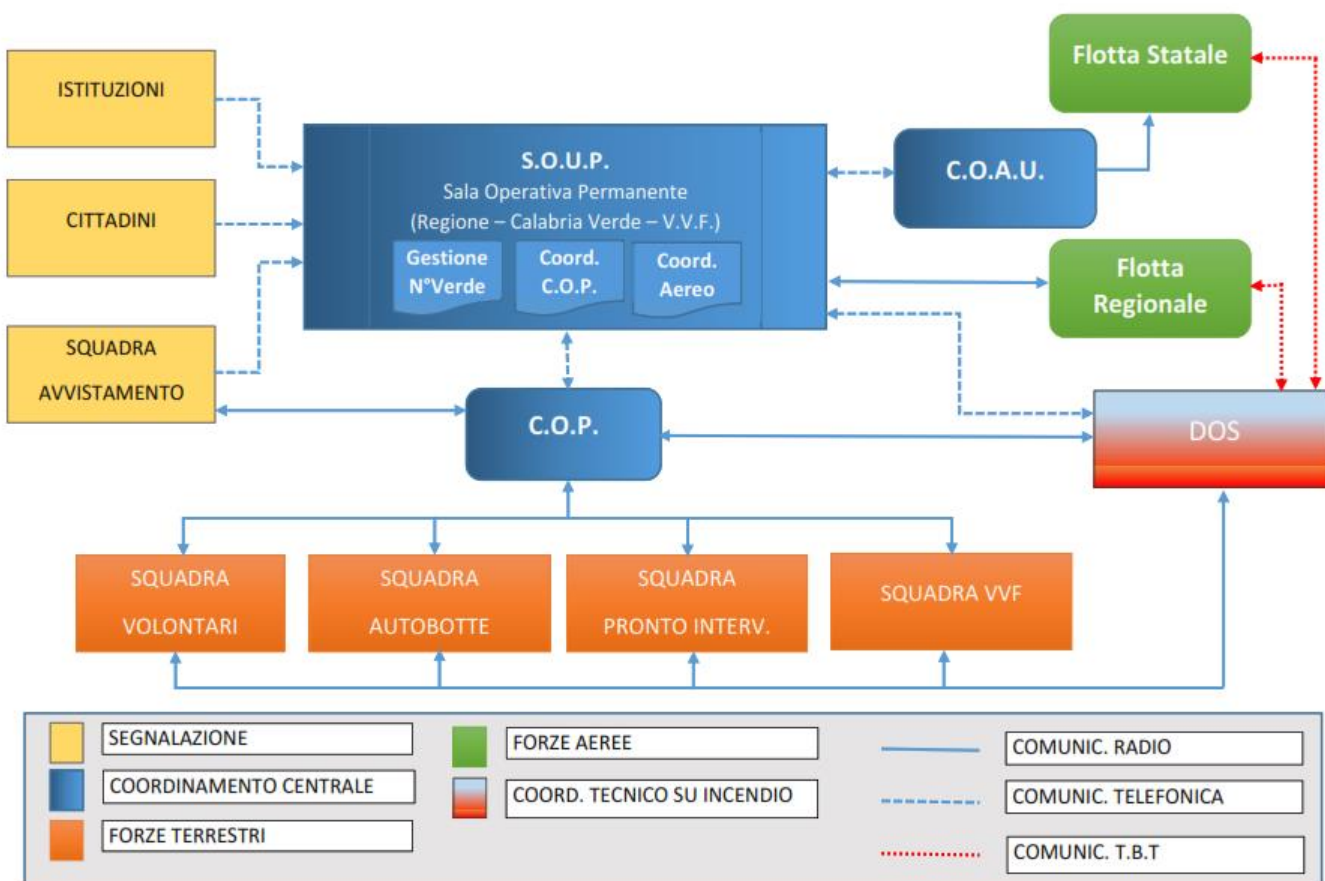 ISTITUZIONI
CITTADINI
SQUADRA
AVVISTAMENTO
S.O.U.P.
Sala Operativa Permanente
(Regione – Calabria Verde – V.V.F.)
Gestione
N°Verde
Coord.
C.O.P.
Coord.
Aereo
C.O.A.U.
Flotta Statale
Flotta
Regionale
C.O.P.
DOS
SQUADRA
VOLONTARI
SQUADRA
AUTOBOTTE
SQUADRA
PRONTO INTERV.
SQUADRA VVF
SEGNALAZIONE
COORDINAMENTO CENTRALE
FORZE TERRESTRI
FORZE AEREE
COORD. TECNICO SU INCENDIO
COMUNIC. RADIO
COMUNIC. TELEFONICA
COMUNIC. T.B.T